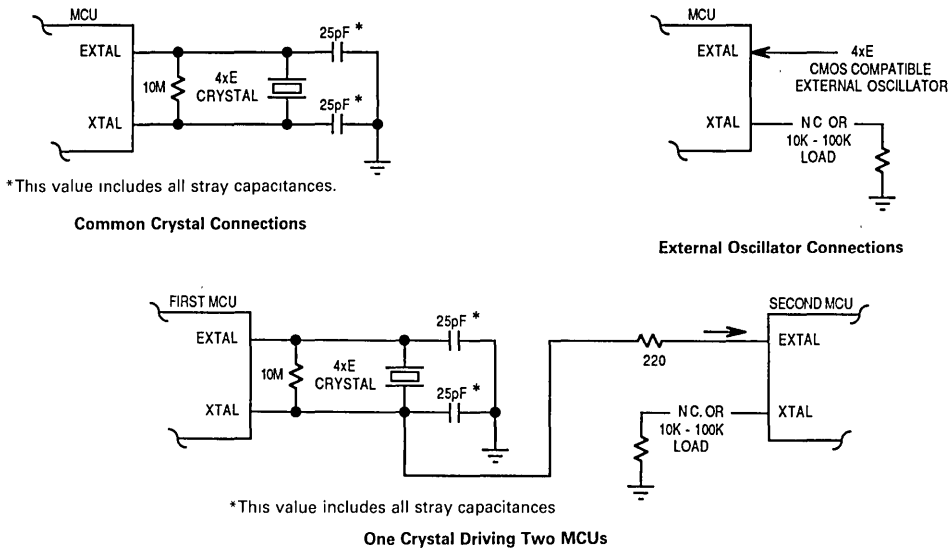 MCU
EXTAL
XTAL
10M
4xE
CRYSTAL
25pF *
25pF *
*This value includes all stray capacitances.
Common Crystal Connections
MCU
EXTAL
4xE
CMOS COMPATIBLE
EXTERNAL OSCILLATOR
XTAL
N C OR
10K - 100K
LOAD
External Oscillator Connections
FIRST MCU
EXTAL
XTAL
10M
4xE
CRYSTAL
25pF *
25pF *
220
SECOND MCU
EXTAL
XTAL
N C. OR
10K - 100K
LOAD
*This value includes all stray capacitances
One Crystal Driving Two MCUs